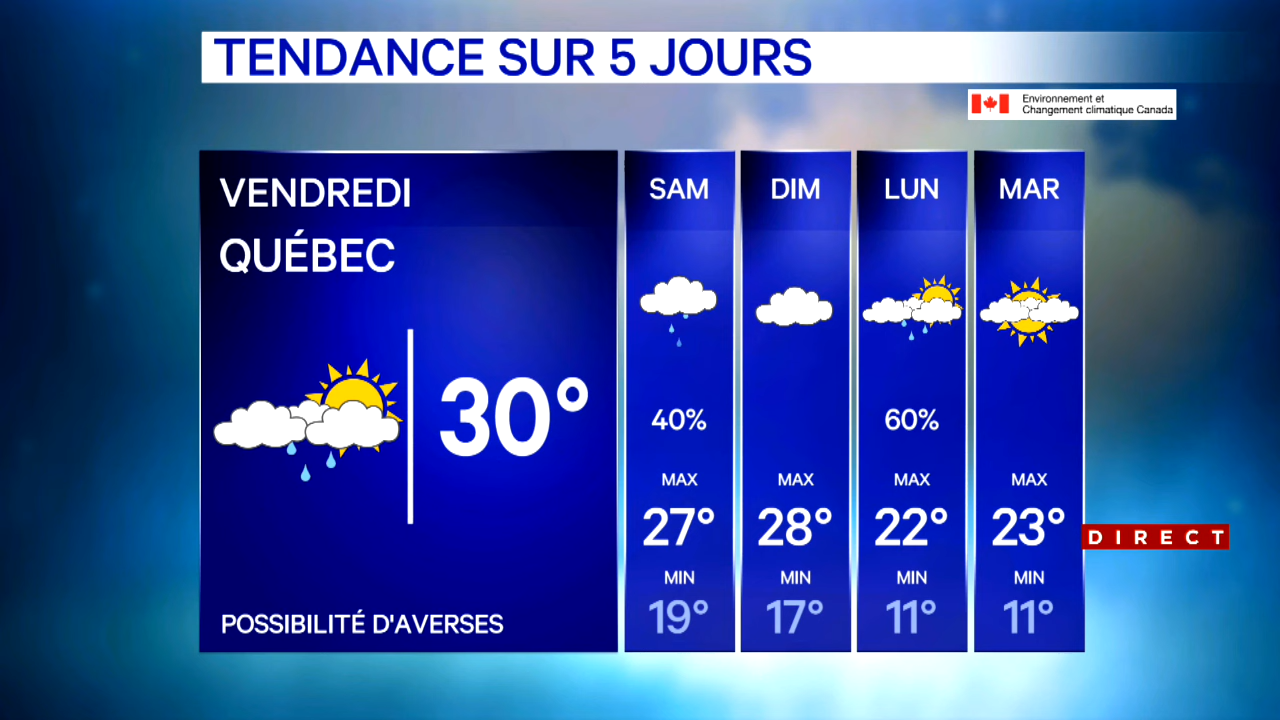 TENDANCE SUR 5 JOURS
Environnement et
Changement climatique Canada
VENDREDI
QUÉBEC
30°
POSSIBILITÉ D'AVERSES
SAM
40%
MAX
27°
MIN
19°
DIM
MAX
28°
MIN
17°
LUN
60%
MAX
22°
MIN
11°
MAR
MAX
23°
MIN
11°
DIRECT